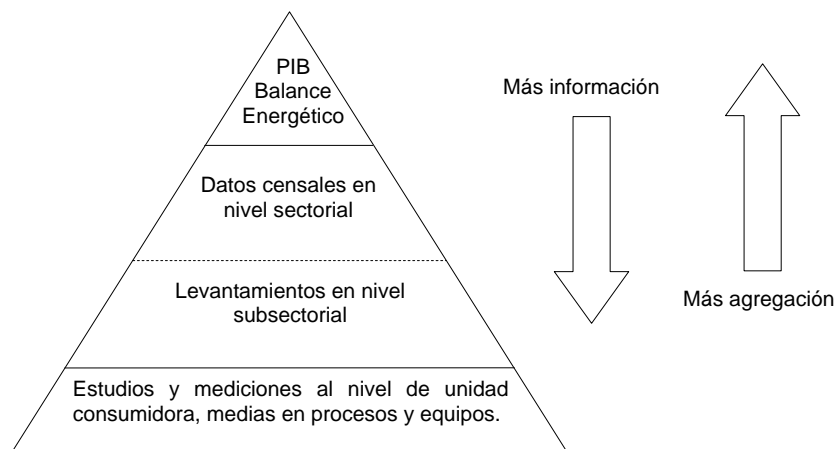 PIB
Balance
Energético
Más información
Datos censales en
nivel sectorial
Levantamientos en nivel
subsectorial
Más agregación
Estudios y mediciones al nivel de unidad
consumidora, medias en procesos y equipos.